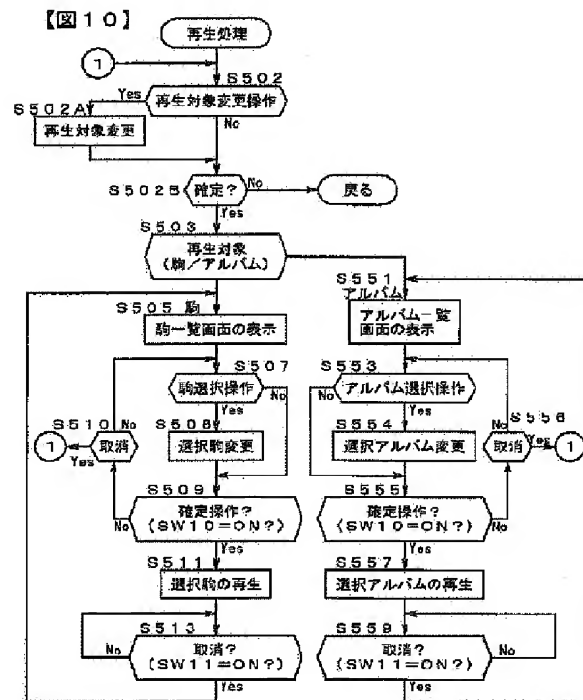 【図10】
再生処理
1
S502
再生対象変更操作
Yes
S502A
再生対象変更
No
S502B
確定?
No
戻る
Yes
S503
再生対象
(駒/アルバム)
S505 駒
駒一覧画面の表示
S507
駒選択操作
No
Yes
S508
選択駒変更
S510
No
取消
Yes
1
S509
確定操作?
(SW10=ON?)
No
Yes
S511
選択駒の再生
S513
取消?
(SW11=ON?)
No
Yes
S551
アルバム
アルバム一覧
画面の表示
S553
アルバム選択操作
No
Yes
S554
選択アルバム変更
S556
No
取消
Yes
1
S555
確定操作?
(SW10=ON?)
No
Yes
S557
選択アルバムの再生
S559
取消?
(SW11=ON?)
No
Yes